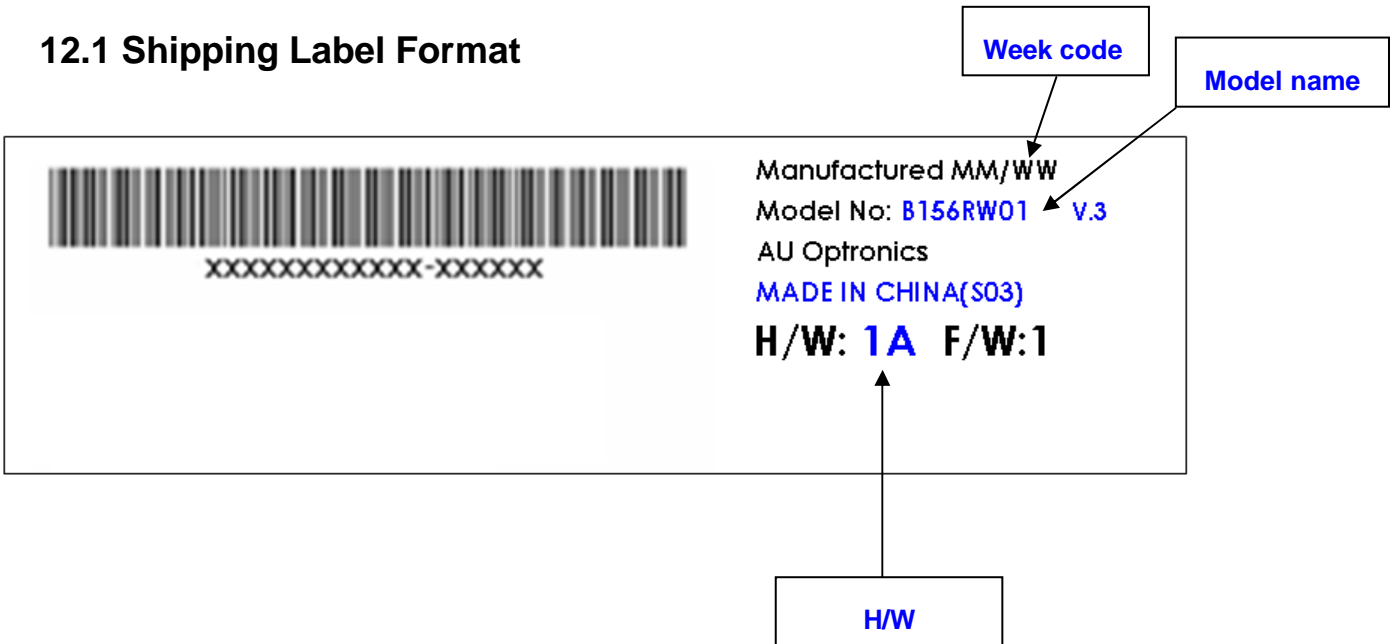 12.1 Shipping Label Format
Week code
Model name
Manufactured MM/WW
Model No: B156RW01 V.3
AU Optronics
MADE IN CHINA(S03)
H/W: 1A F/W:1
XXXXXXXXXXXX-XXXXXX
H/W